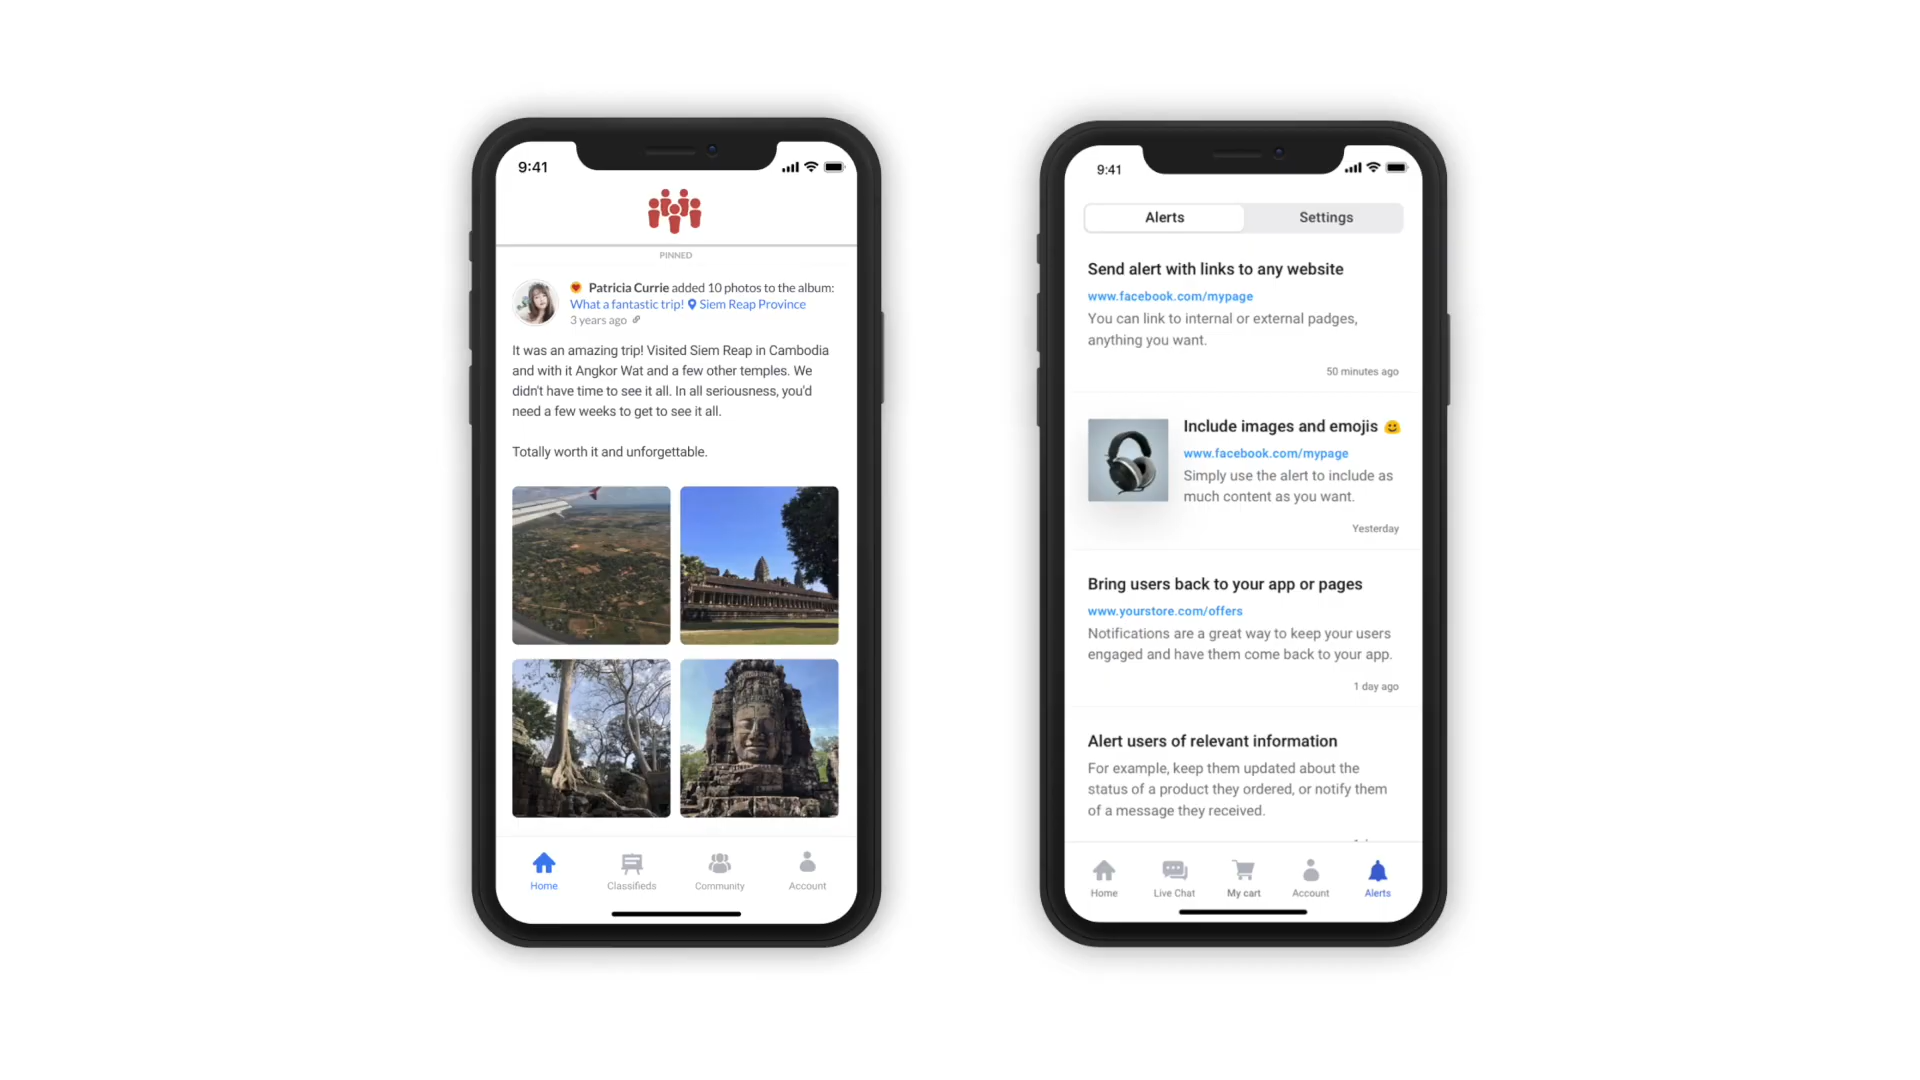 9:41
PINNED
Patricia Currie added 10 photos to the album:
What a fantastic trip! Siem Reap Province
3 years ago
It was an amazing trip! Visited Siem Reap in Cambodia
and with it Angkor Wat and a few other temples. We
didn't have time to see it all. In all seriousness, you'd
need a few weeks to get to see it all.
Totally worth it and unforgettable.
Home
Classifieds
Community
Account
9:41
Alerts
Settings
Send alert with links to any website
www.facebook.com/mypage
You can link to internal or external padges,
anything you want.
50 minutes ago
Include images and emojis 🤗
www.facebook.com/mypage
Simply use the alert to include as
much content as you want.
Yesterday
Bring users back to your app or pages
www.yourstore.com/offers
Notifications are a great way to keep your users
engaged and have them come back to your app.
1 day ago
Alert users of relevant information
For example, keep them updated about the
status of a product they ordered, or notify them
of a message they received.
Home
Live Chat
My cart
Account
Alerts